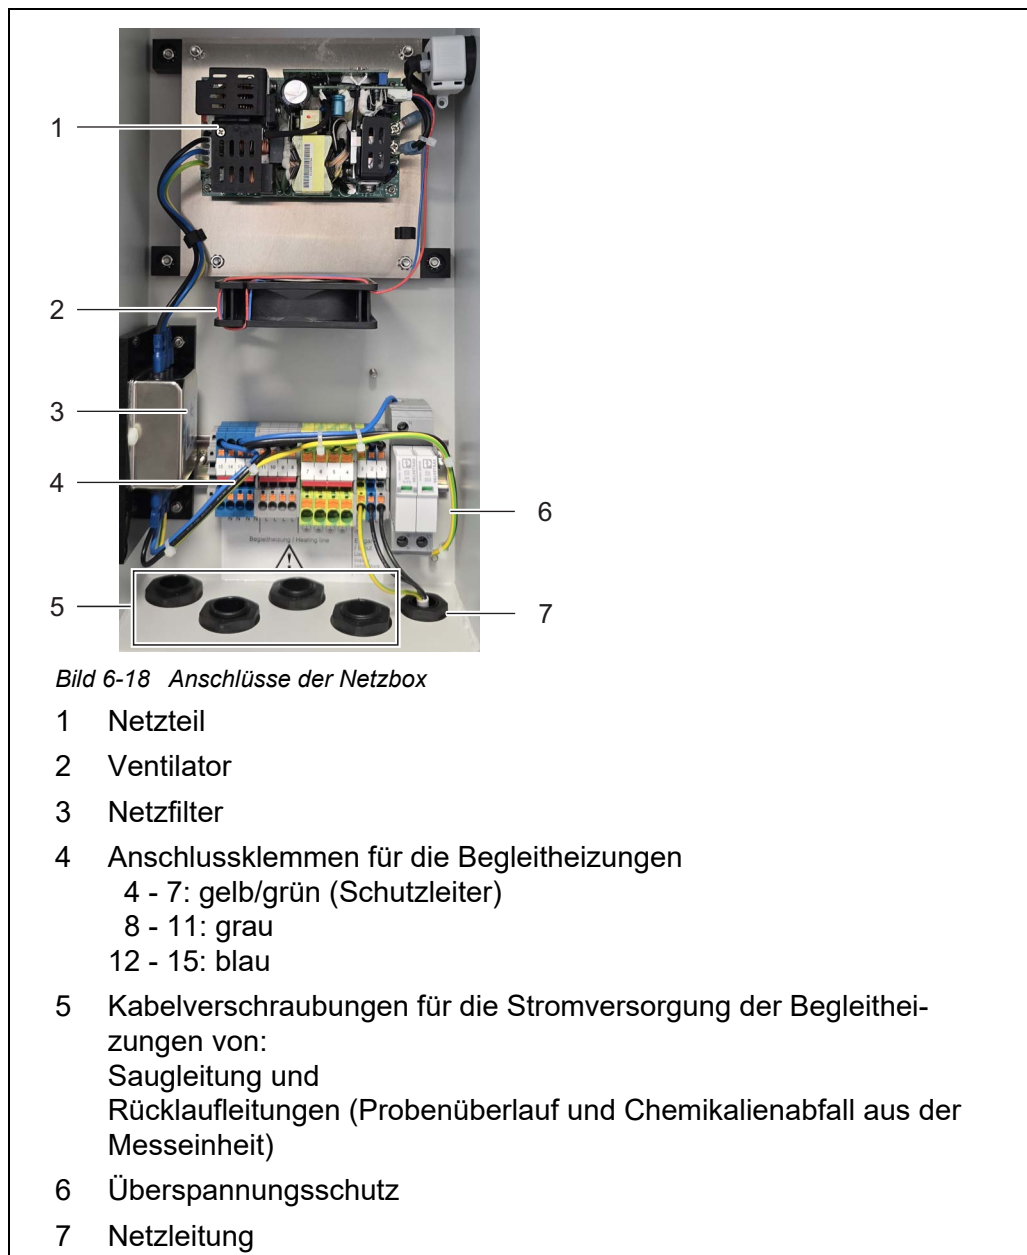 1
2
3
4
5
6
7
Begleitheizung / Heating line
Bild 6-18 Anschlüsse der Netzbox
1 Netzteil
2 Ventilator
3 Netzfilter
4 Anschlussklemmen für die Begleitheizungen
4 - 7: gelb/grün (Schutzleiter)
8 - 11: grau
12 - 15: blau
5 Kabelverschraubungen für die Stromversorgung der Begleithei-
zungen von:
Saugleitung und
Rücklaufleitungen (Probenüberlauf und Chemikalienabfall aus der
Messeinheit)
6 Überspannungsschutz
7 Netzleitung